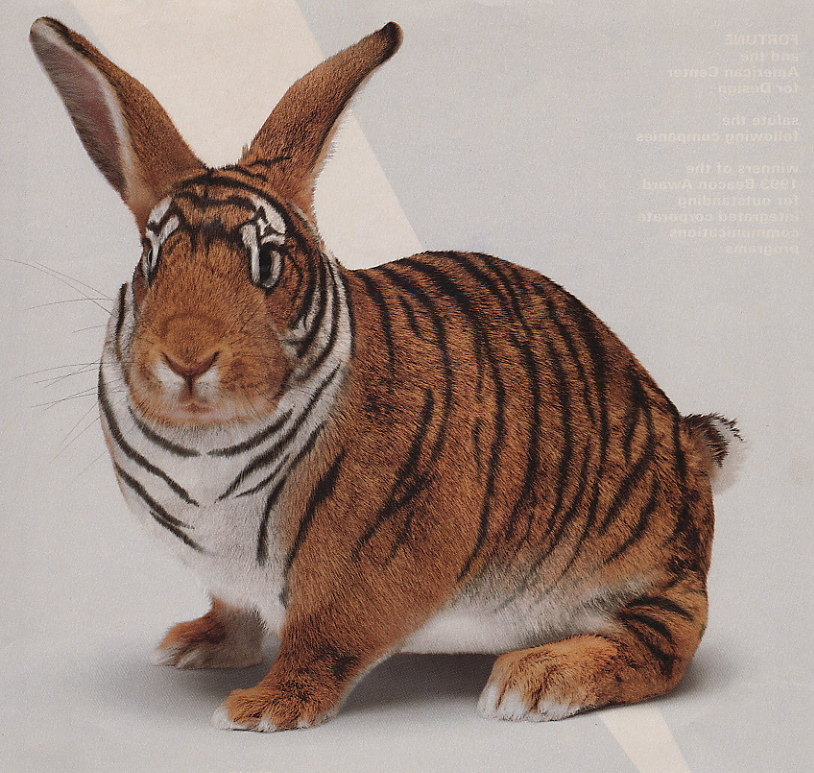 FORTUNE
and the
American Center
for Design
salute the
following companies
winners of the
1993 Beacon Award
for outstanding
integrated corporate
communications
programs